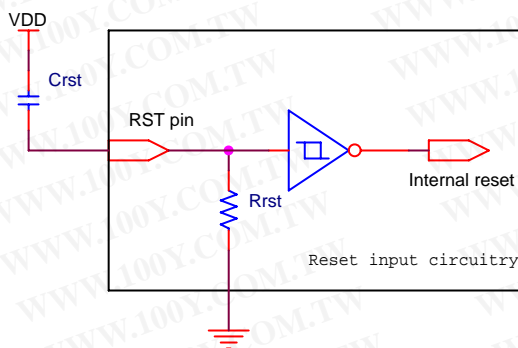 VDD
Crst
RST pin
Rrst
Internal reset
Reset input circuitry
WWW.100Y.COM.TW